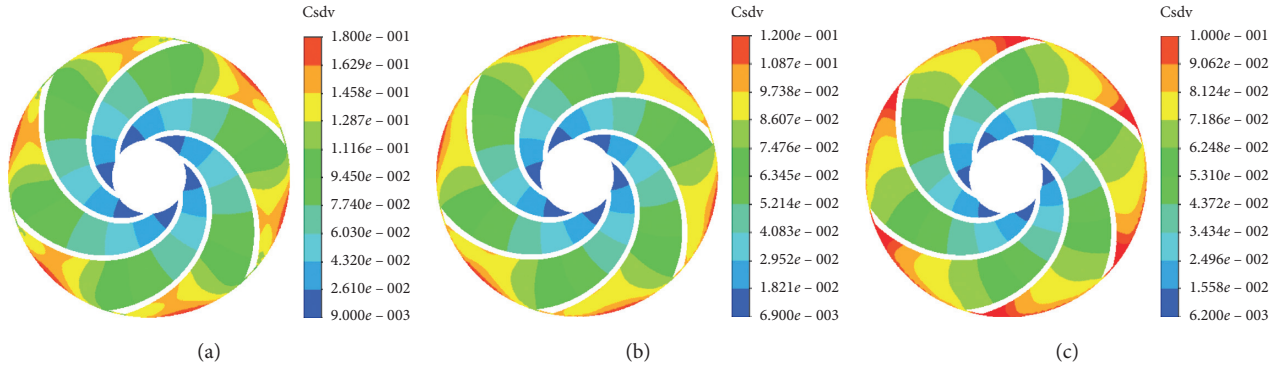 Csdv
1.800e – 001
1.629e – 001
1.458e – 001
1.287e – 001
1.116e – 001
9.450e – 002
7.740e – 002
6.030e – 002
4.320e – 002
2.610e – 002
9.000e – 003
(a)
Csdv
1.200e – 001
1.087e – 001
9.738e – 002
8.607e – 002
7.476e – 002
6.345e – 002
5.214e – 002
4.083e – 002
2.952e – 002
1.821e – 002
6.900e – 003
(b)
Csdv
1.000e – 001
9.062e – 002
8.124e – 002
7.186e – 002
6.248e – 002
5.310e – 002
4.372e – 002
3.434e – 002
2.496e – 002
1.558e – 002
6.200e – 003
(c)